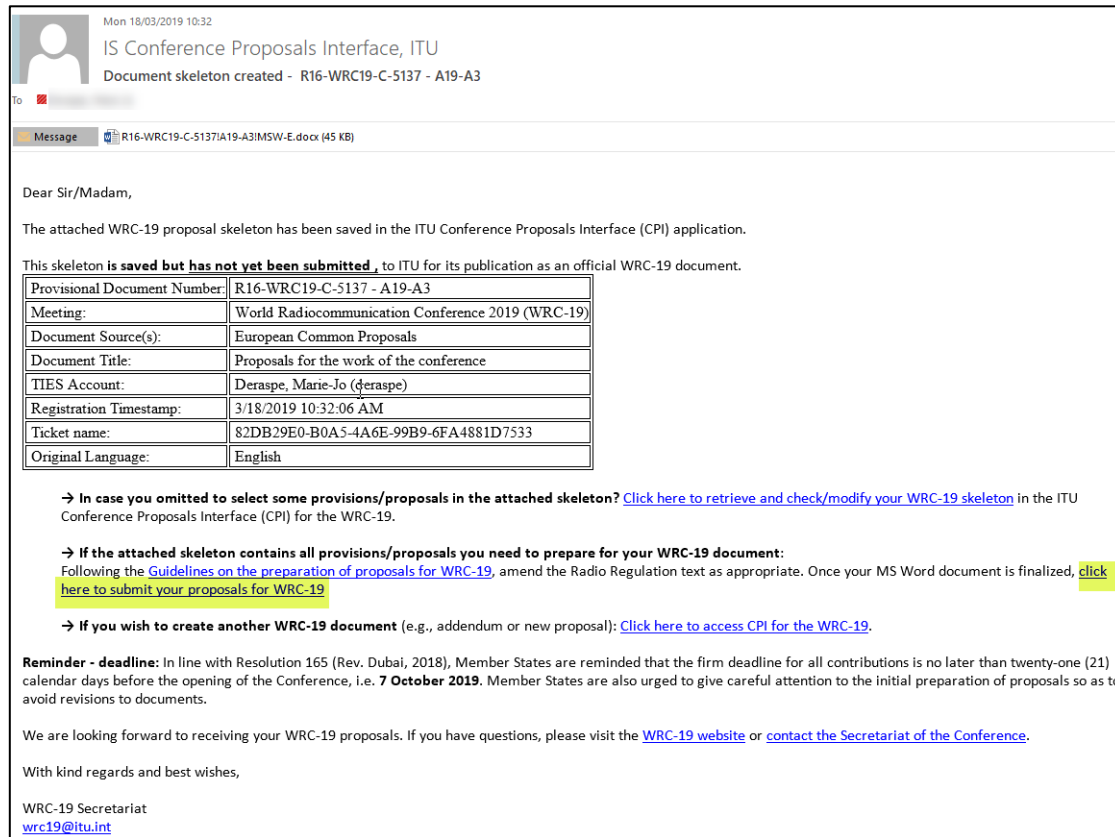 Mon 18/03/2019 10:32
IS Conference Proposals Interface, ITU
Document skeleton created -  R16-WRC19-C-5137 - A19-A3
To
Message
R16-WRC19-C-5137!A19-A3!MSW-E.docx (45 KB)
Dear Sir/Madam,
The attached WRC-19 proposal skeleton has been saved in the ITU Conference Proposals Interface (CPI) application.
This skeleton is saved but has not yet been submitted , to ITU for its publication as an official WRC-19 document.
Provisional Document Number: R16-WRC19-C-5137 - A19-A3
Meeting: World Radiocommunication Conference 2019 (WRC-19)
Document Source(s): European Common Proposals
Document Title: Proposals for the work of the conference
TIES Account: Deraspe, Marie-Jo (deraspe)
Registration Timestamp: 3/18/2019 10:32:06 AM
Ticket name: 82DB29E0-B0A5-4A6E-99B9-6FA4881D7533
Original Language: English
→ In case you omitted to select some provisions/proposals in the attached skeleton? Click here to retrieve and check/modify your WRC-19 skeleton in the ITU
Conference Proposals Interface (CPI) for the WRC-19.
→ If the attached skeleton contains all provisions/proposals you need to prepare for your WRC-19 document:
Following the Guidelines on the preparation of proposals for WRC-19, amend the Radio Regulation text as appropriate. Once your MS Word document is finalized, click
here to submit your proposals for WRC-19
→ If you wish to create another WRC-19 document (e.g., addendum or new proposal): Click here to access CPI for the WRC-19.
Reminder - deadline: In line with Resolution 165 (Rev. Dubai, 2018), Member States are reminded that the firm deadline for all contributions is no later than twenty-one (21)
calendar days before the opening of the Conference, i.e. 7 October 2019. Member States are also urged to give careful attention to the initial preparation of proposals so as to
avoid revisions to documents.
We are looking forward to receiving your WRC-19 proposals. If you have questions, please visit the WRC-19 website or contact the Secretariat of the Conference.
With kind regards and best wishes,
WRC-19 Secretariat
wrc19@itu.int